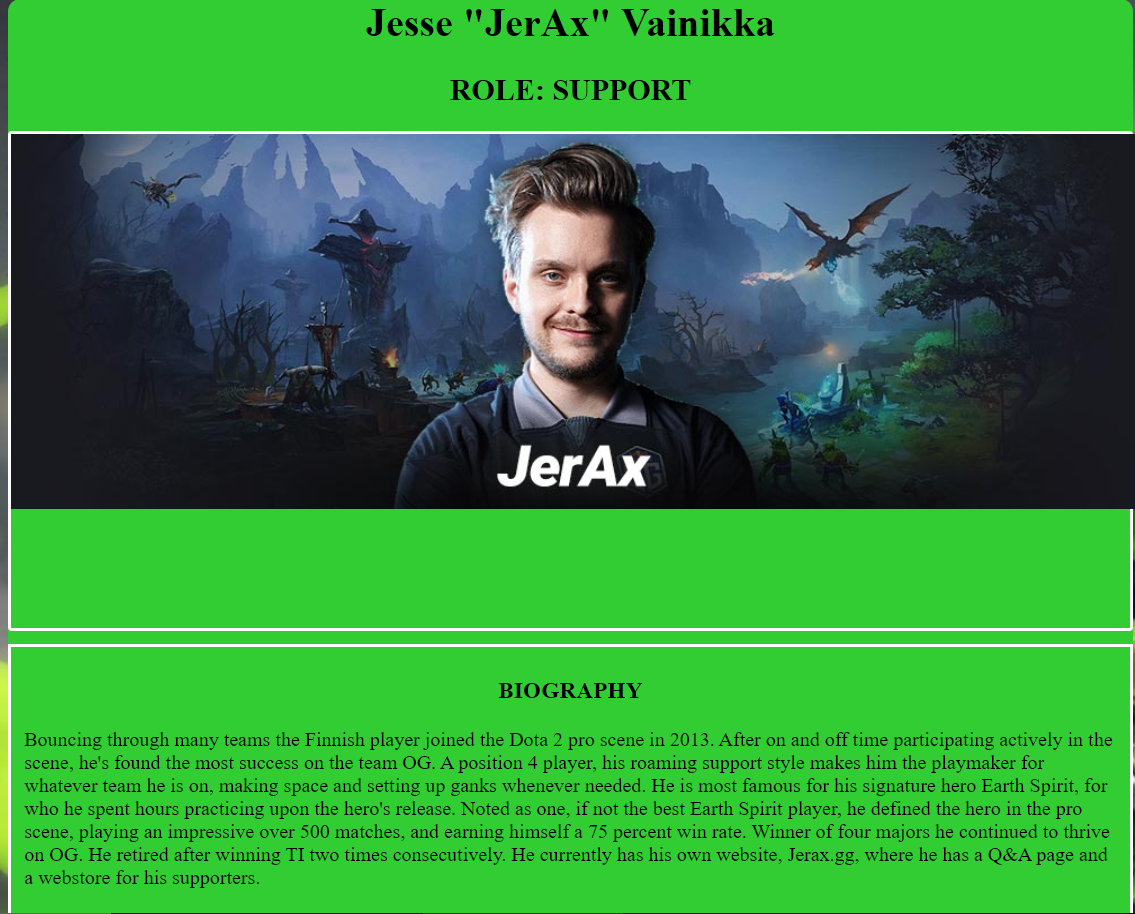 Jesse "JerAx" Vainikka
ROLE: SUPPORT
JerAx
BIOGRAPHY
Bouncing through many teams the Finnish player joined the Dota 2 pro scene in 2013. After on and off time participating actively in the
scene, he's found the most success on the team OG. A position 4 player, his roaming support style makes him the playmaker for
whatever team he is on, making space and setting up ganks whenever needed. He is most famous for his signature hero Earth Spirit, for
who he spent hours practicing upon the hero's release. Noted as one, if not the best Earth Spirit player, he defined the hero in the pro
scene, playing an impressive over 500 matches, and earning himself a 75 percent win rate. Winner of four majors he continued to thrive
on OG. He retired after winning TI two times consecutively. He currently has his own website, Jerax.gg, where he has a Q&A page and
a webstore for his supporters.